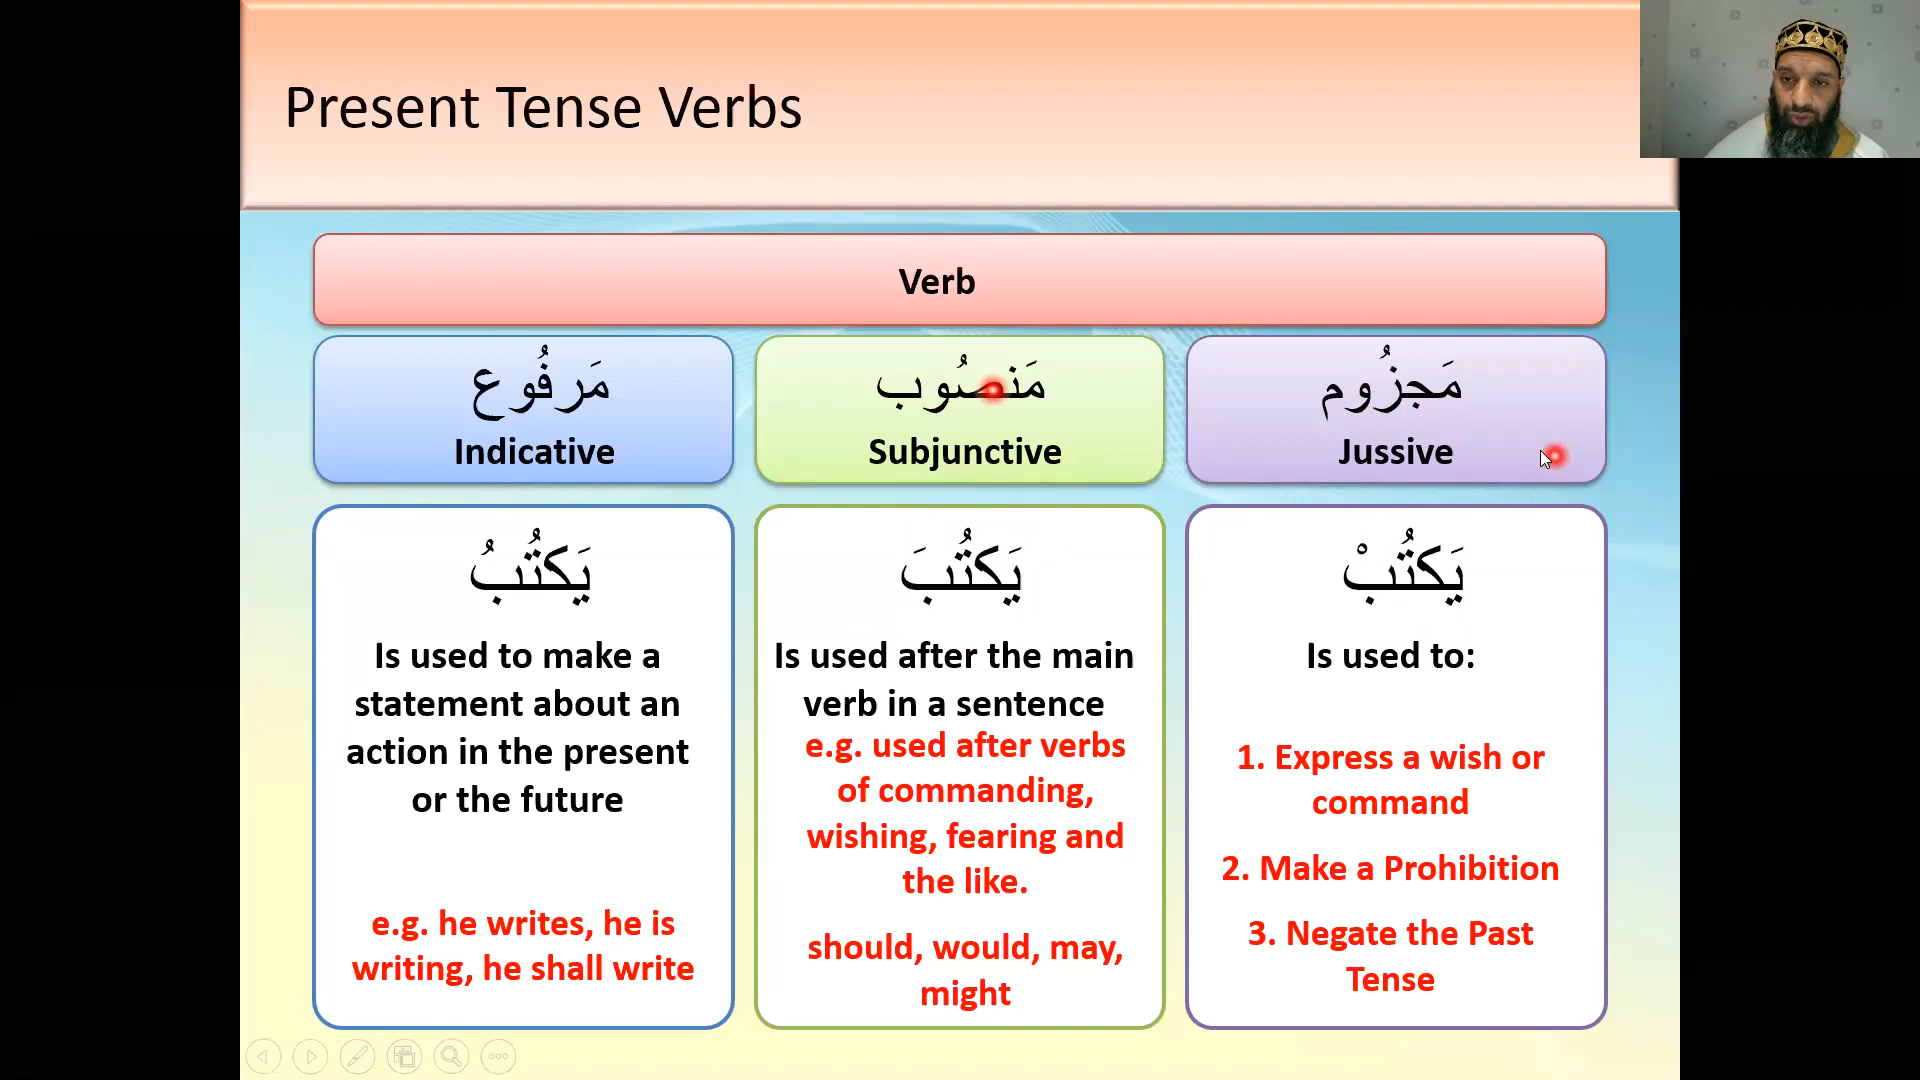 Present Tense Verbs
Verb
مَرفُوع
Indicative
يَكتُبُ
Is used to make a
statement about an
action in the present
or the future
e.g. he writes, he is
writing, he shall write
مَنصُوب
Subjunctive
يَكتُبَ
Is used after the main
verb in a sentence
e.g. used after verbs
of commanding,
wishing, fearing and
the like.
should, would, may,
might
مَجزُوم
Jussive
يَكتُبْ
Is used to:
1. Express a wish or
command
2. Make a Prohibition
3. Negate the Past
Tense